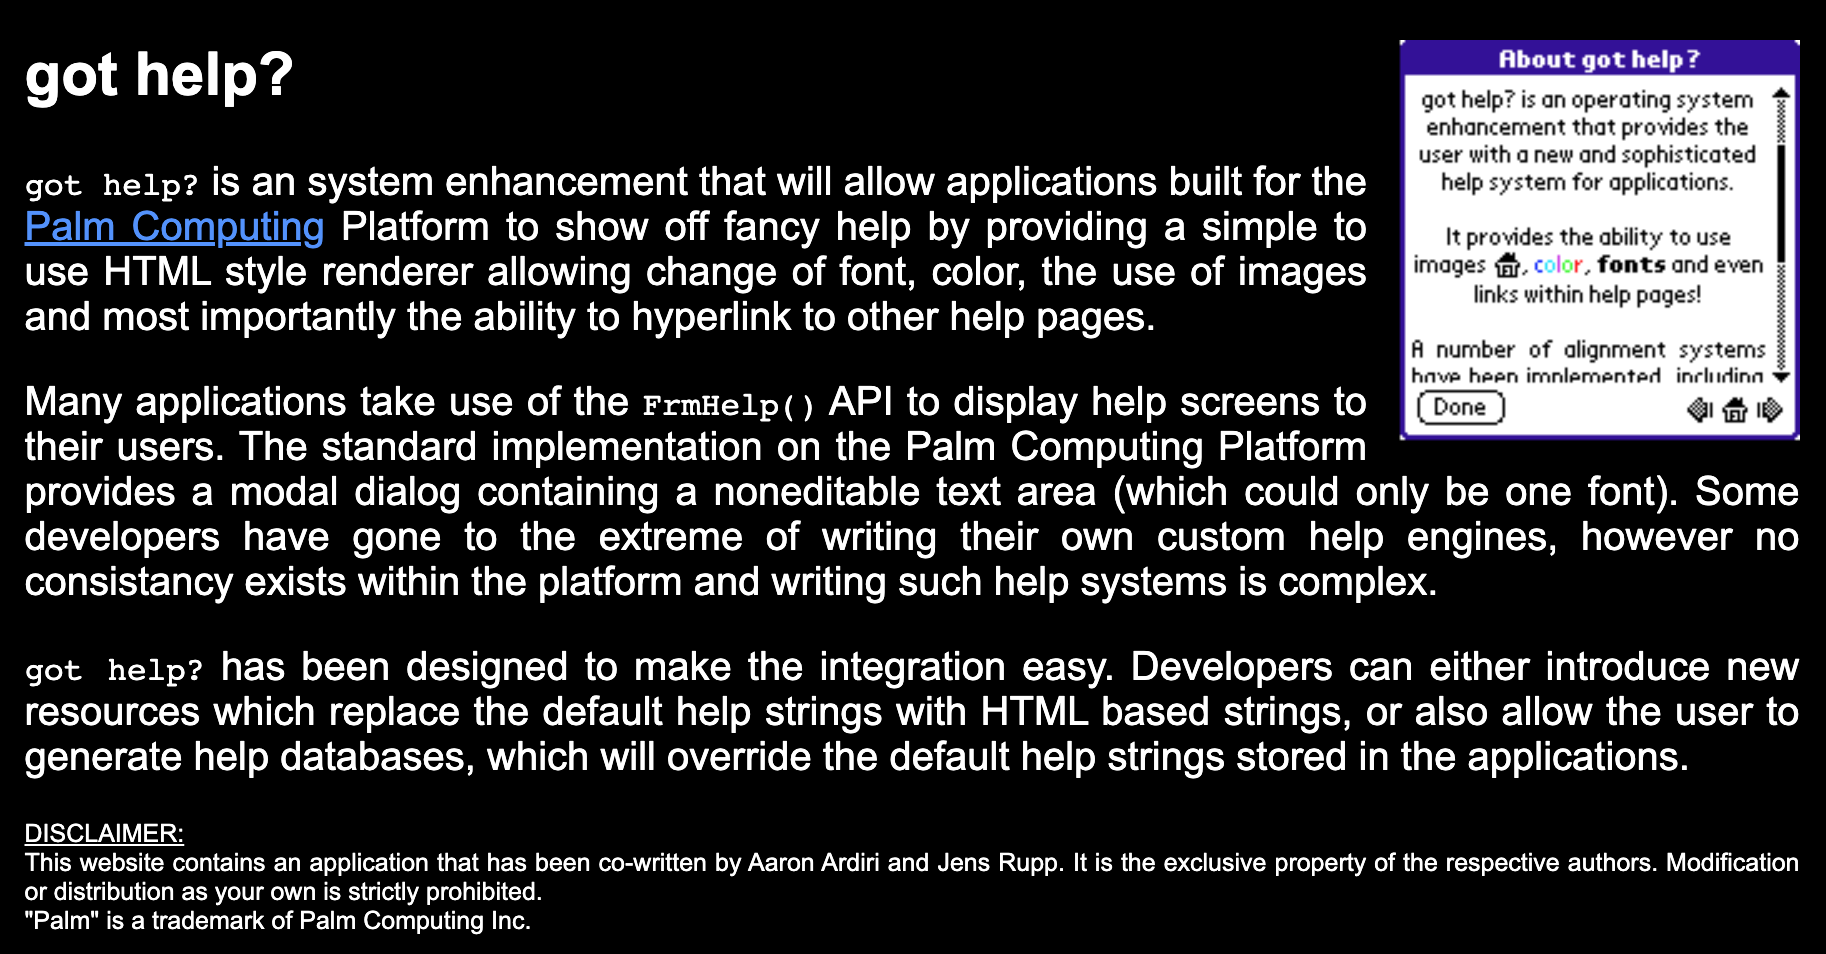 got help?
got help? is an system enhancement that will allow applications built for the
Palm Computing Platform to show off fancy help by providing a simple to
use HTML style renderer allowing change of font, color, the use of images
and most importantly the ability to hyperlink to other help pages.
Many applications take use of the FrmHelp() API to display help screens to
their users. The standard implementation on the Palm Computing Platform
provides a modal dialog containing a noneditable text area (which could only be one font). Some
developers have gone to the extreme of writing their own custom help engines, however no
consistancy exists within the platform and writing such help systems is complex.
got help? has been designed to make the integration easy. Developers can either introduce new
resources which replace the default help strings with HTML based strings, or also allow the user to
generate help databases, which will override the default help strings stored in the applications.
DISCLAIMER:
This website contains an application that has been co-written by Aaron Ardiri and Jens Rupp. It is the exclusive property of the respective authors. Modification
or distribution as your own is strictly prohibited.
"Palm" is a trademark of Palm Computing Inc.
About got help?
got help? is an operating system
enhancement that provides the
user with a new and sophisticated
help system for applications.
It provides the ability to use
images , color, fonts and even
links within help pages!
A number of alignment systems
have been implemented including
Done